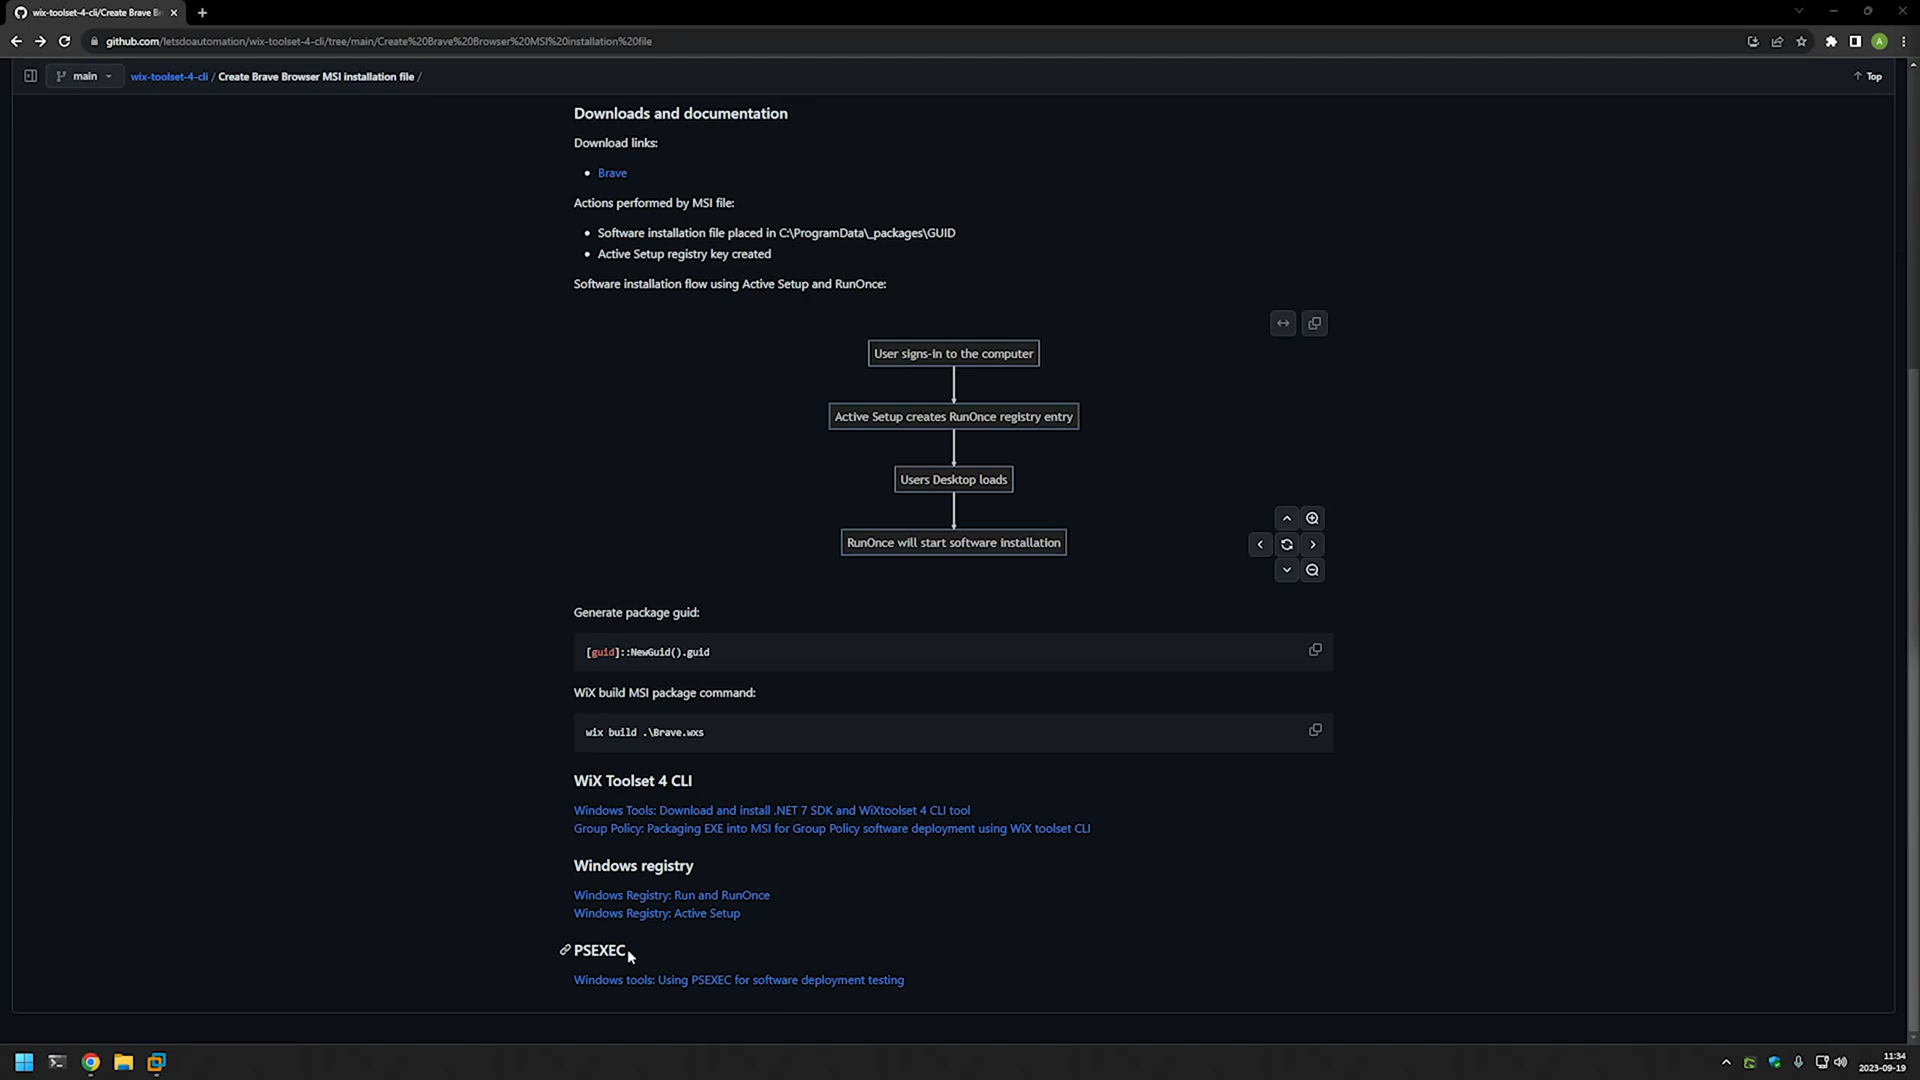 wix-toolset-4-cli/Create Brave Br
github.com/letsdoautomation/wix-toolset-4-cli/tree/main/Create%20Brave%20Browser%20MSI%20installation%20file
A
main
wix-toolset-4-cli / Create Brave Browser MSI installation file /
Top
Downloads and documentation
Download links:
Brave
Actions performed by MSI file:
Software installation file placed in C:\ProgramData\_packages\GUID
Active Setup registry key created
Software installation flow using Active Setup and RunOnce:
User signs-in to the computer
Active Setup creates RunOnce registry entry
Users Desktop loads
RunOnce will start software installation
Generate package guid:
[guid]::NewGuid().guid
WiX build MSI package command:
wix build .\Brave.wxs
WiX Toolset 4 CLI
Windows Tools: Download and install .NET 7 SDK and WiXtoolset 4 CLI tool
Group Policy: Packaging EXE into MSI for Group Policy software deployment using WiX toolset CLI
Windows registry
Windows Registry: Run and RunOnce
Windows Registry: Active Setup
PSEXEC
Windows tools: Using PSEXEC for software deployment testing
11:34
2023-09-19